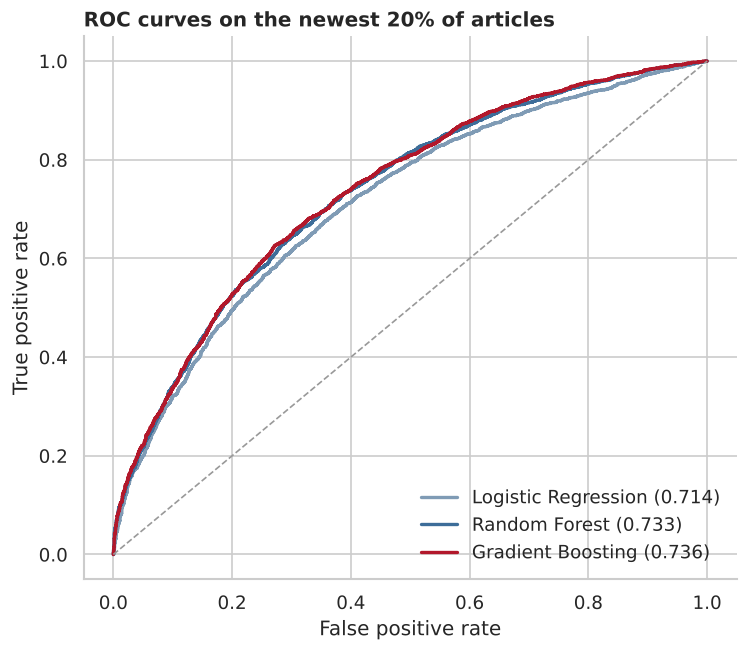 ROC curves on the newest 20% of articles
1.0
0.8
0.6
0.4
0.2
0.0
True positive rate
Logistic Regression (0.714)
Random Forest (0.733)
Gradient Boosting (0.736)
0.0 0.2 0.4 0.6 0.8 1.0
False positive rate